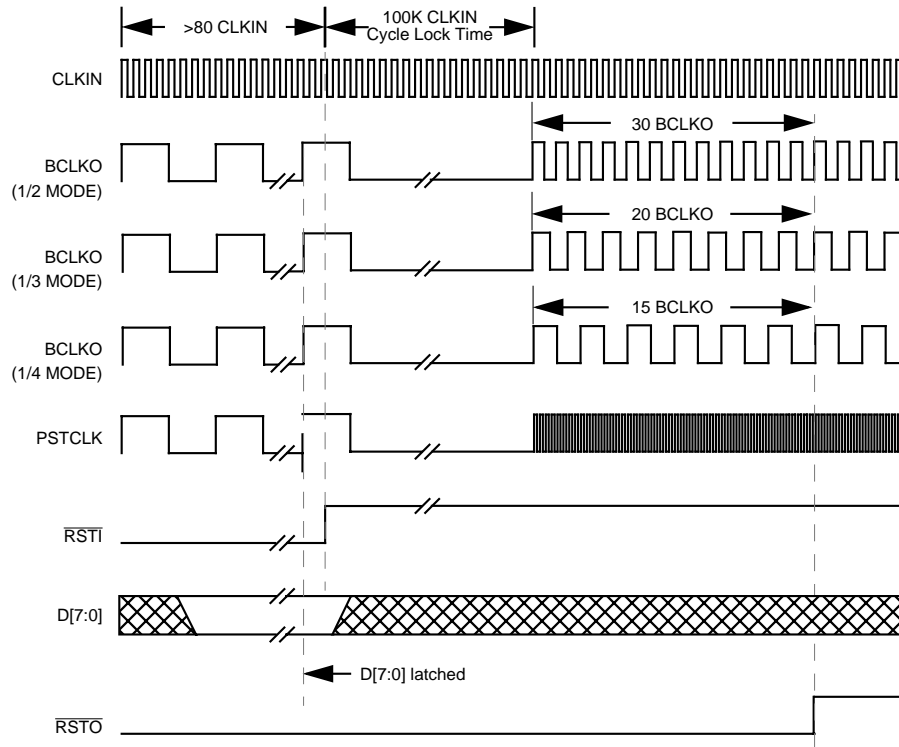 >80 CLKIN
100K CLKIN
Cycle Lock Time
CLKIN
30 BCLKO
BCLKO
(1/2 MODE)
20 BCLKO
BCLKO
(1/3 MODE)
15 BCLKO
BCLKO
(1/4 MODE)
PSTCLK
RSTI
D[7:0]
D[7:0] latched
RSTO